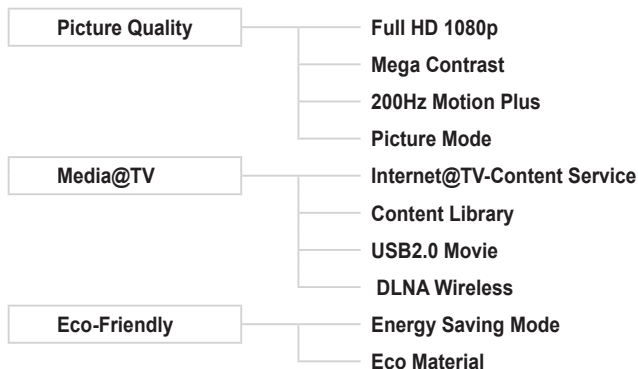 Picture Quality
Full HD 1080p
Mega Contrast
200Hz Motion Plus
Picture Mode
Media@TV
Internet@TV-Content Service
Content Library
USB2.0 Movie
DLNA Wireless
Eco-Friendly
Energy Saving Mode
Eco Material